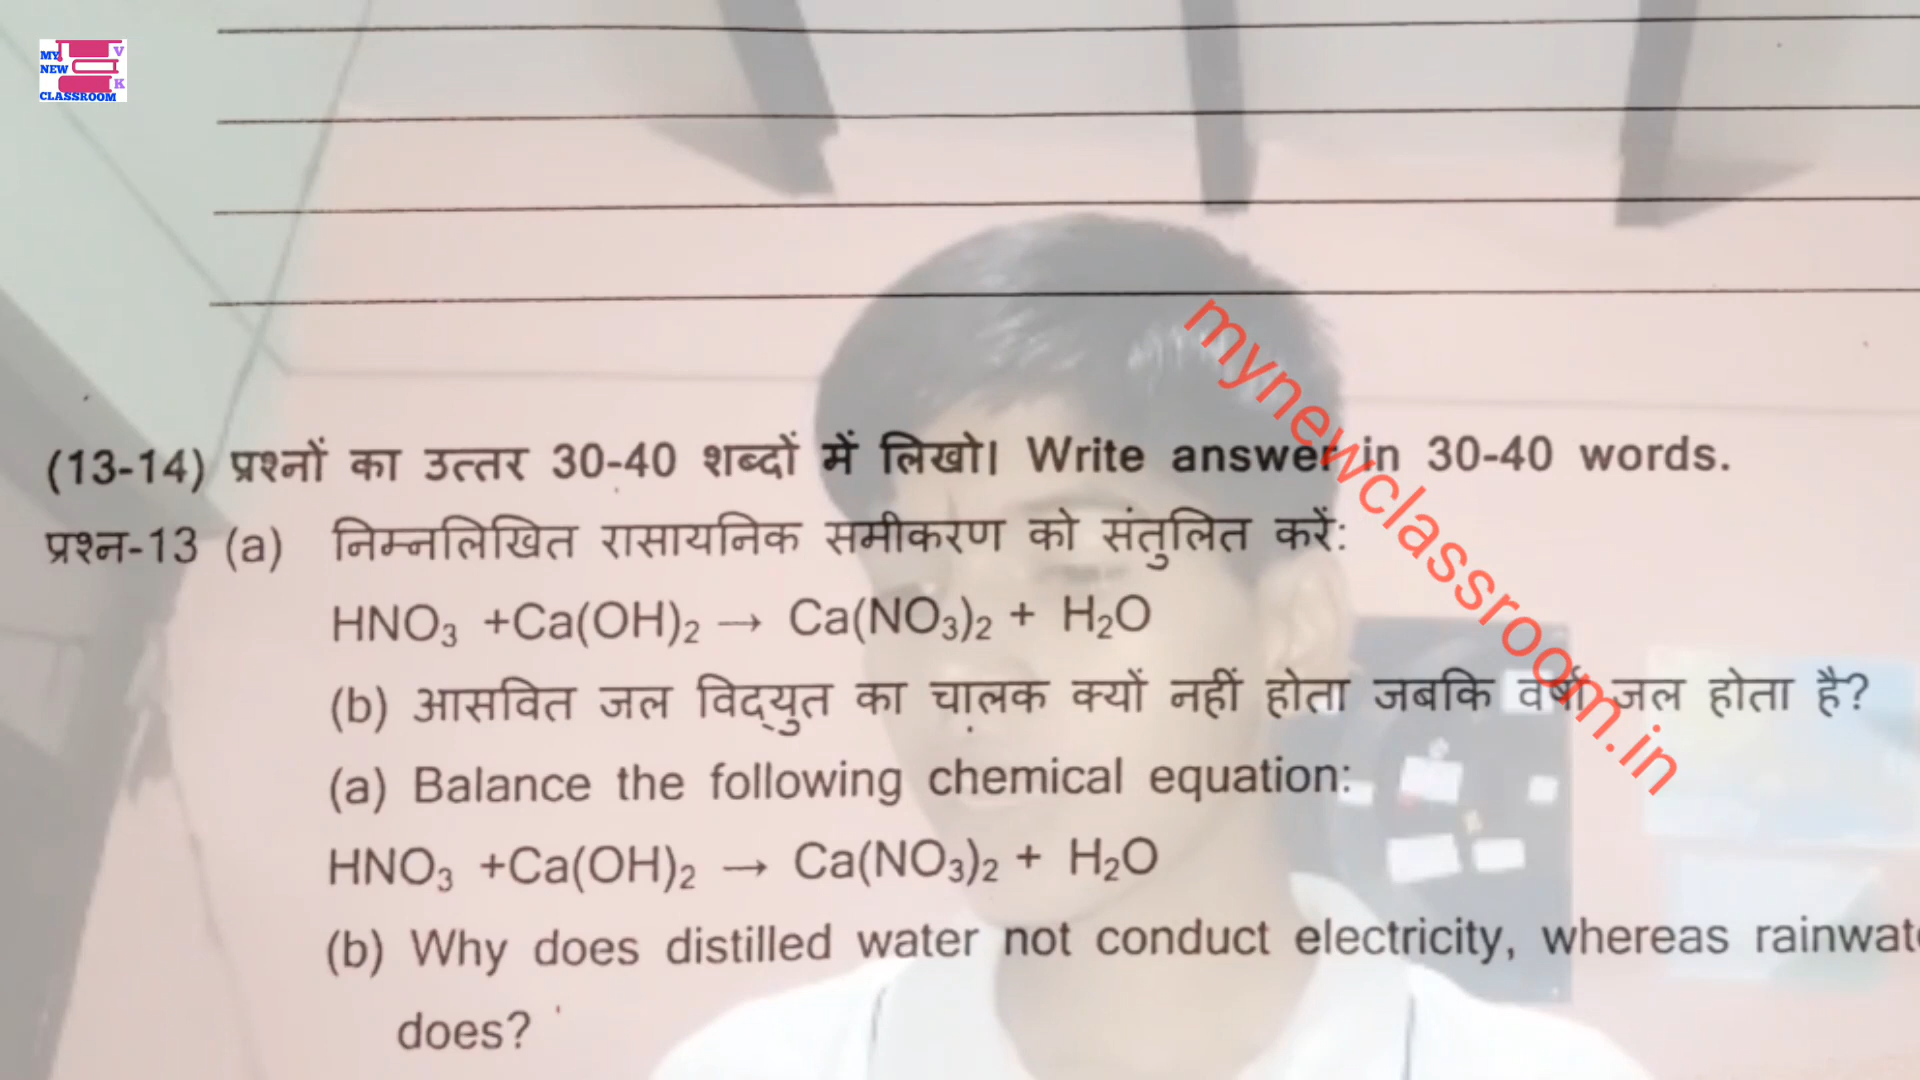 MY V
NEW
K
CLASSROOM
mynewclassroom.in
(13-14) प्रश्नों का उत्तर 30-40 शब्दों में लिखो। Write answer in 30-40 words.
प्रश्न-13 (a) निम्नलिखित रासायनिक समीकरण को संतुलित करें:
HNO₃ +Ca(OH)₂ → Ca(NO₃)₂ + H₂O
(b) आसवित जल विद्युत का चालक क्यों नहीं होता जबकि वर्षा जल होता है?
(a) Balance the following chemical equation:
HNO₃ +Ca(OH)₂ → Ca(NO₃)₂ + H₂O
(b) Why does distilled water not conduct electricity, whereas rainwat
does?